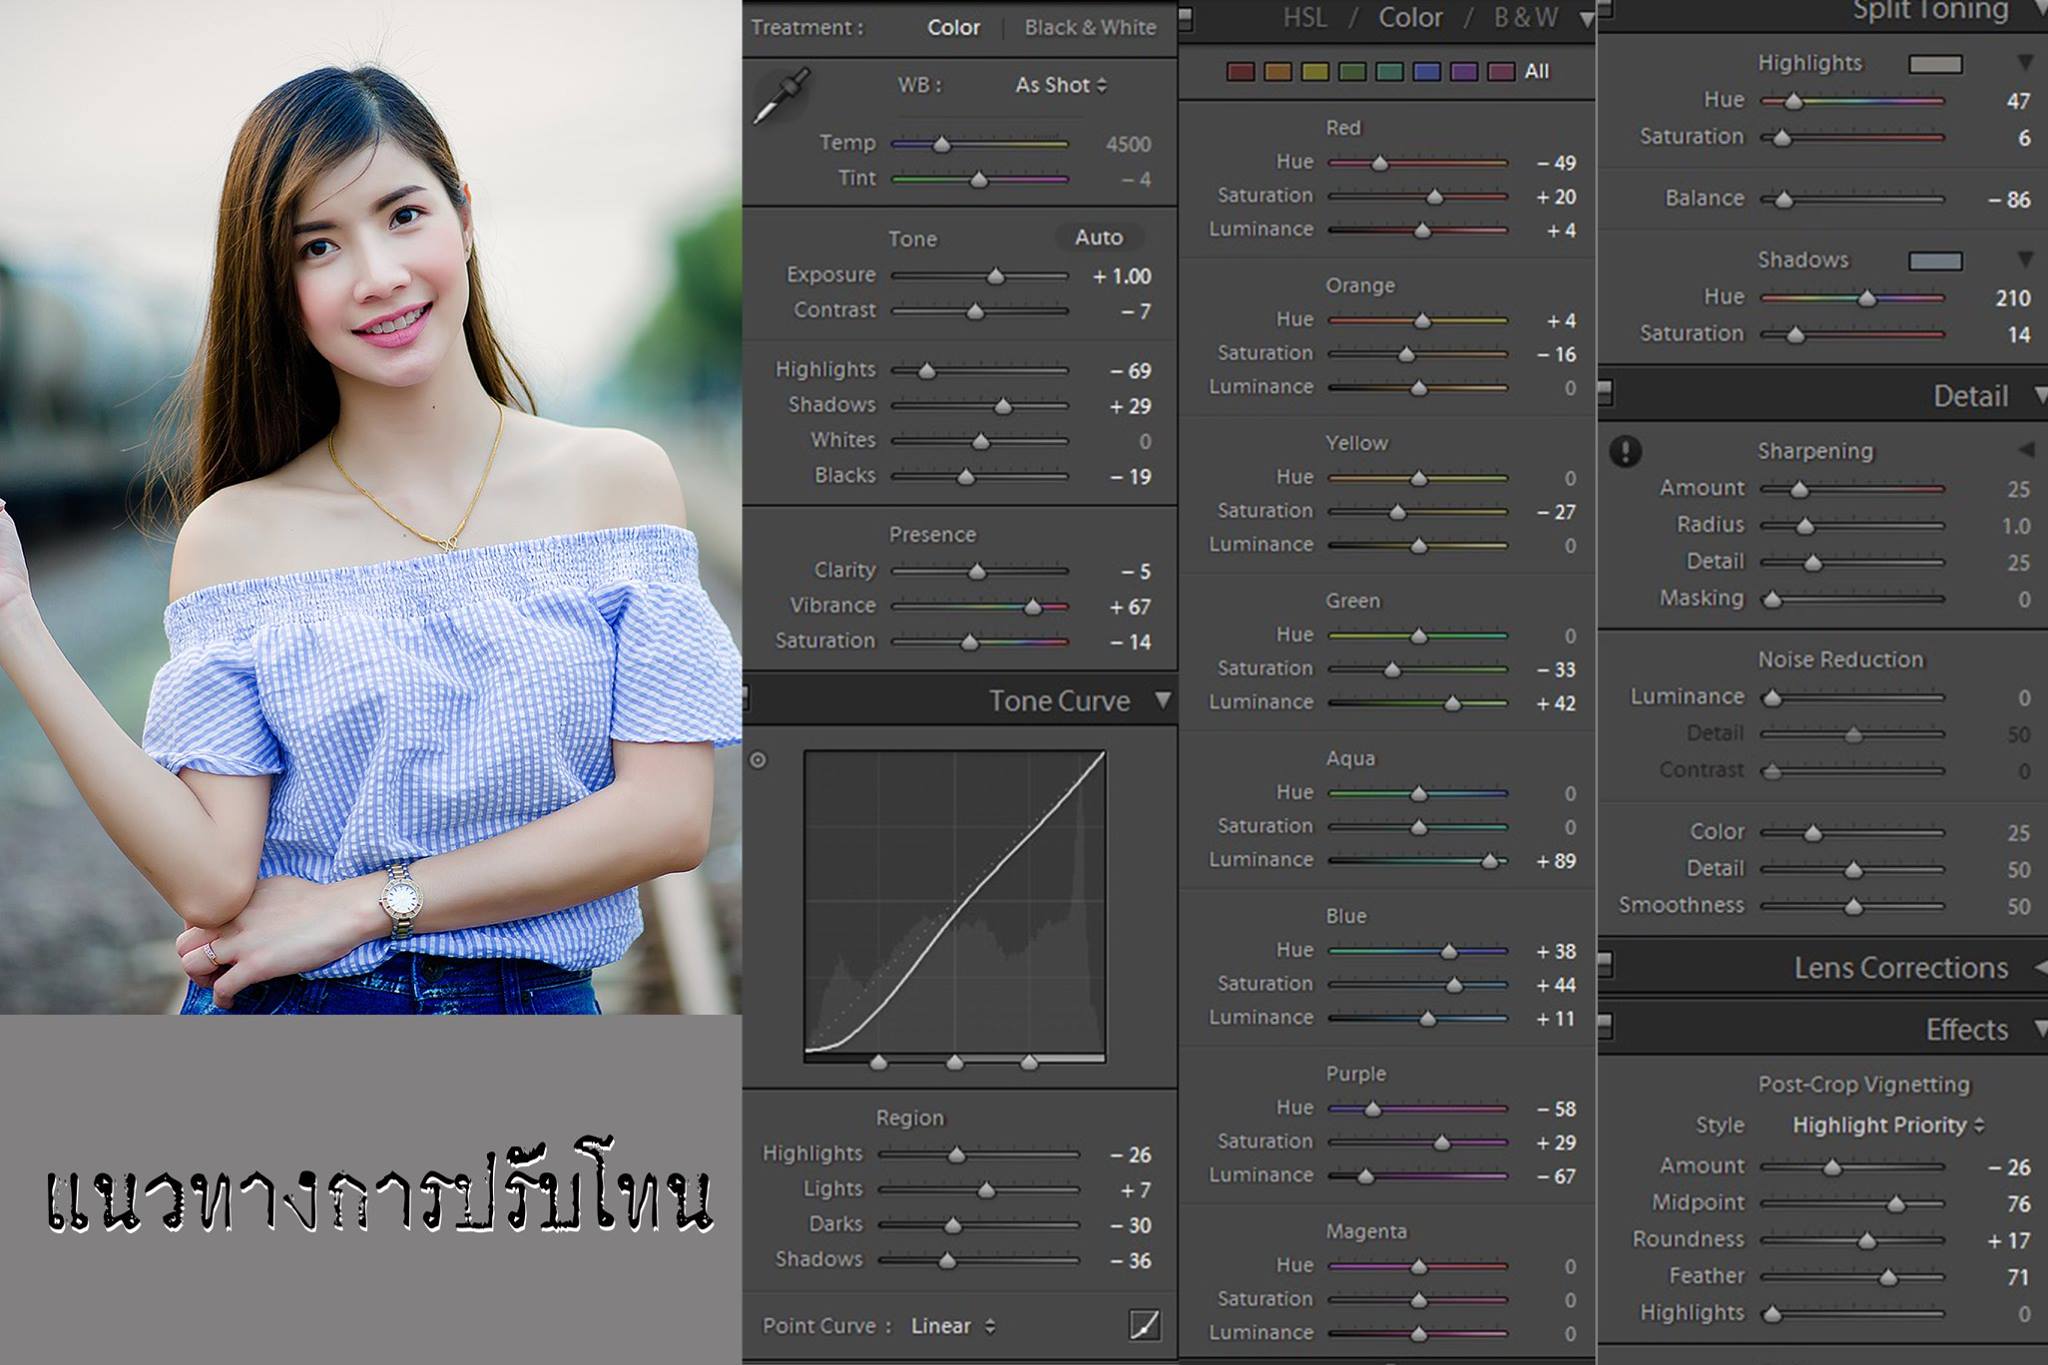 แนวทางการปรับโทน
Treatment : Color Black & White
WB : As Shot
Temp 4500
Tint – 4
Tone Auto
Exposure + 1.00
Contrast – 7
Highlights – 69
Shadows + 29
Whites 0
Blacks – 19
Presence
Clarity – 5
Vibrance + 67
Saturation – 14
Tone Curve
Region
Highlights – 26
Lights + 7
Darks – 30
Shadows – 36
Point Curve : Linear
HSL / Color / B & W
All
Red
Hue – 49
Saturation + 20
Luminance + 4
Orange
Hue + 4
Saturation – 16
Luminance 0
Yellow
Hue 0
Saturation – 27
Luminance 0
Green
Hue 0
Saturation – 33
Luminance + 42
Aqua
Hue 0
Saturation 0
Luminance + 89
Blue
Hue + 38
Saturation + 44
Luminance + 11
Purple
Hue – 58
Saturation + 29
Luminance – 67
Magenta
Hue 0
Saturation 0
Luminance 0
Split Toning
Highlights
Hue 47
Saturation 6
Balance – 86
Shadows
Hue 210
Saturation 14
Detail
Sharpening
Amount 25
Radius 1.0
Detail 25
Masking 0
Noise Reduction
Luminance 0
Detail 50
Contrast 0
Color 25
Detail 50
Smoothness 50
Lens Corrections
Effects
Post-Crop Vignetting
Style Highlight Priority
Amount – 26
Midpoint 76
Roundness + 17
Feather 71
Highlights 0